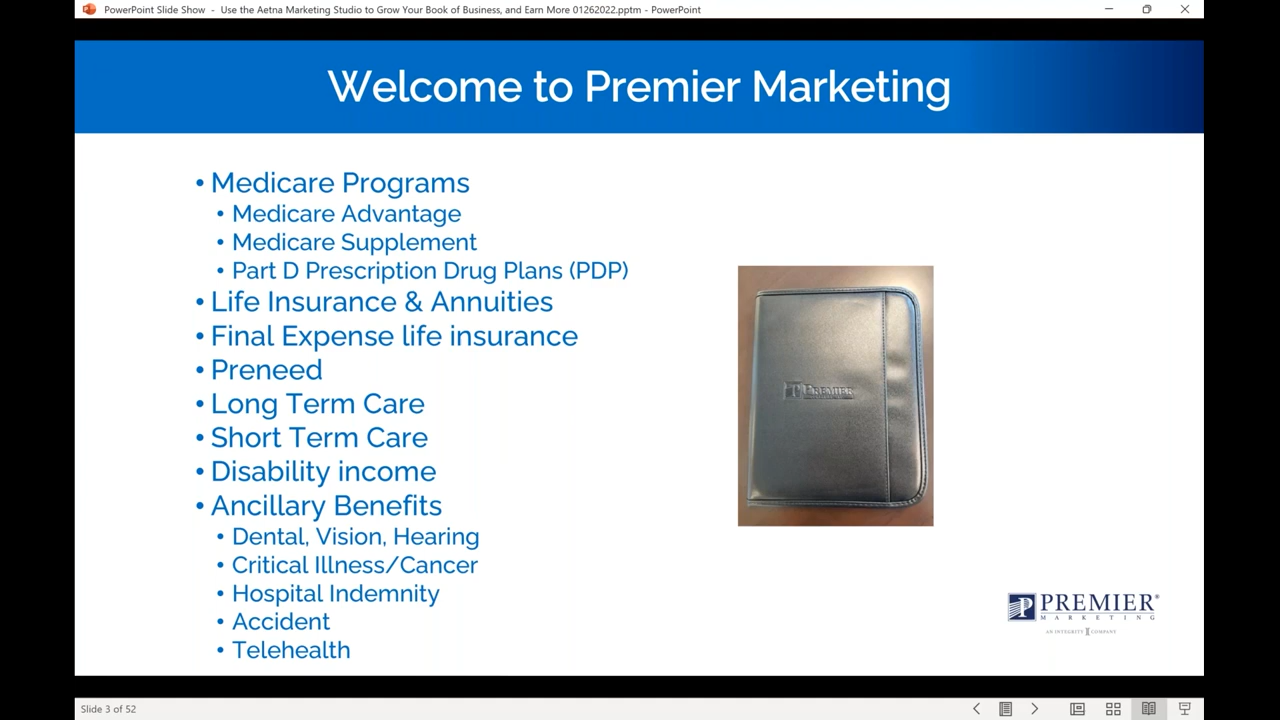 PowerPoint Slide Show - Use the Aetna Marketing Studio to Grow Your Book of Business, and Earn More 01262022.pptm - PowerPoint
Welcome to Premier Marketing
• Medicare Programs
• Medicare Advantage
• Medicare Supplement
• Part D Prescription Drug Plans (PDP)
• Life Insurance & Annuities
• Final Expense life insurance
• Preneed
• Long Term Care
• Short Term Care
• Disability income
• Ancillary Benefits
• Dental, Vision, Hearing
• Critical Illness/Cancer
• Hospital Indemnity
• Accident
• Telehealth
PREMIER
PREMIER®
MARKETING
AN INTEGRITY COMPANY
Slide 3 of 52